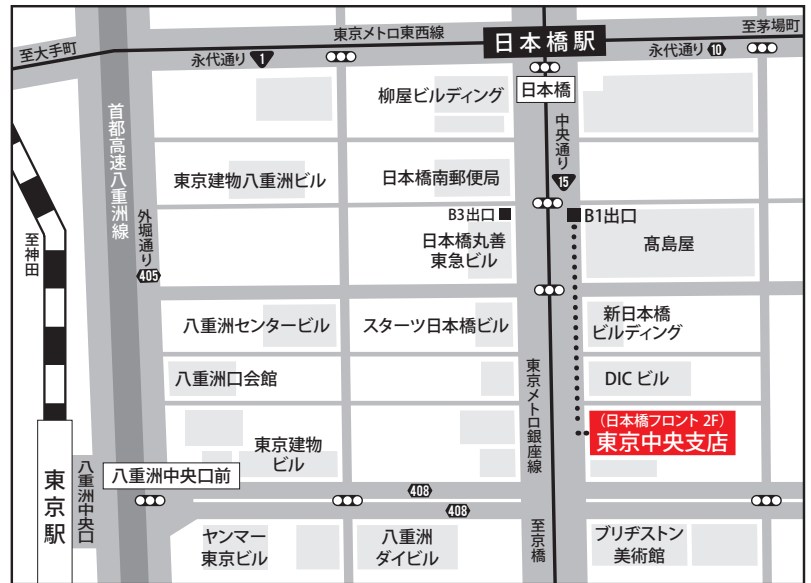 東京メトロ東西線
日本橋駅
至茅場町
至大手町
永代通り 1
永代通り 10
日本橋
柳屋ビルディング
首都高速八重洲線
中央通り
15
東京建物八重洲ビル
日本橋南郵便局
B3出口
B1出口
外堀通り
405
至神田
日本橋丸善
東急ビル
髙島屋
八重洲センタービル
スターツ日本橋ビル
新日本橋
ビルディング
八重洲口会館
東京メトロ銀座線
DIC ビル
(日本橋フロント 2F)
東京中央支店
東京建物
ビル
八重洲中央口前
東京駅
八重洲中央口
408
408
ヤンマー
東京ビル
八重洲
ダイビル
至京橋
ブリヂストン
美術館